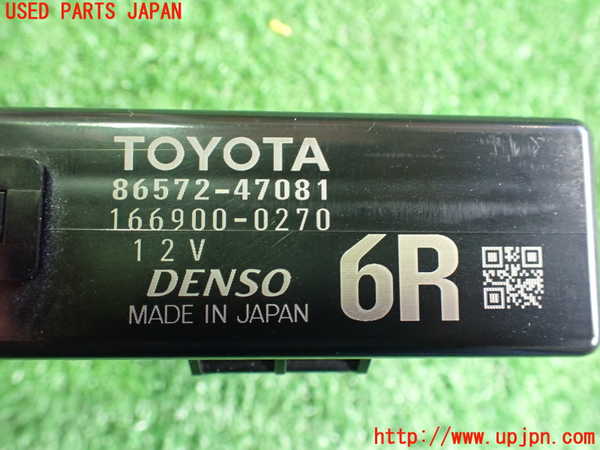 USED PARTS JAPAN
TOYOTA
86572-47081
166900-0270
12V
DENSO
MADE IN JAPAN
6R
http://www.upjpn.com/